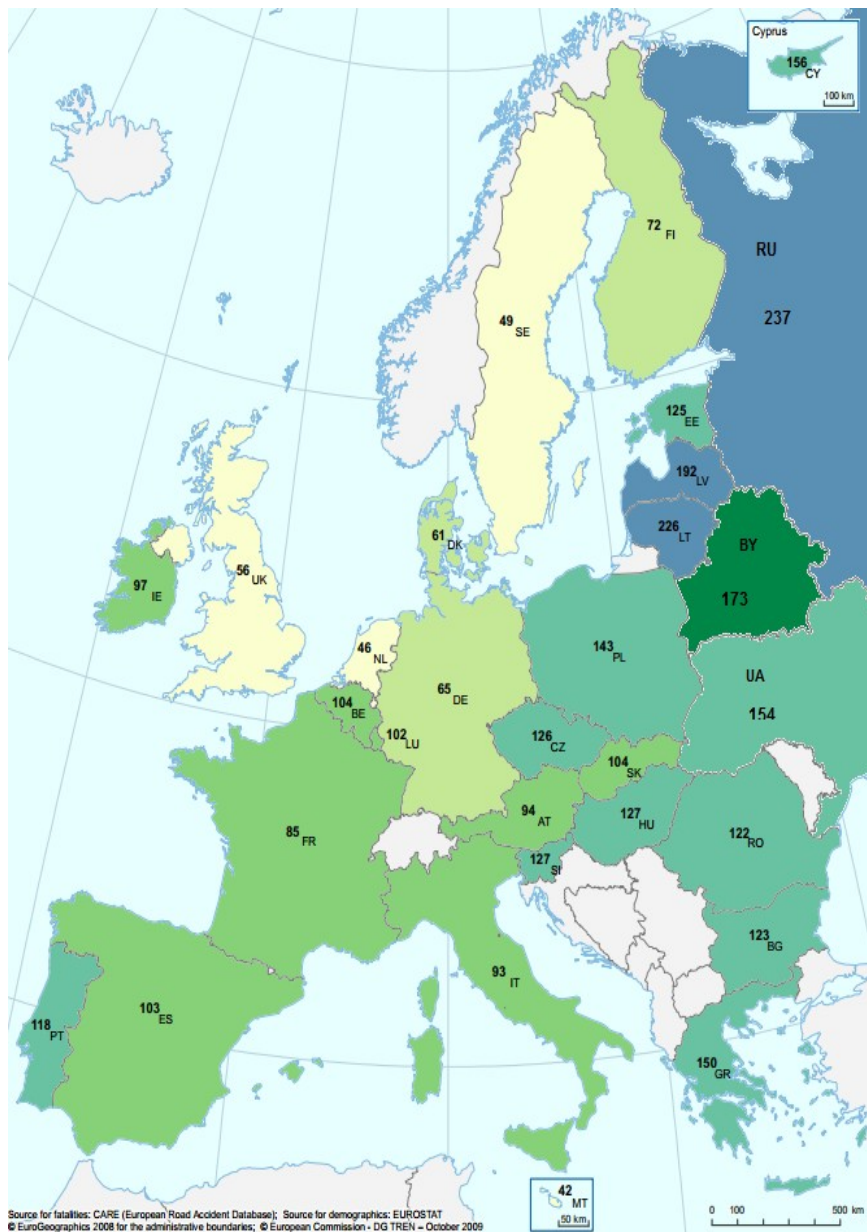 Cyprus
156 CY
100 km
72 FI
RU
49 SE
237
125 EE
192 LV
226 LT
61 DK
BY
97 IE
56 UK
173
46 NL
143 PL
UA
65 DE
154
104 BE
102 LU
126 CZ
104 SK
94 AT
127 HU
85 FR
122 RO
127 SI
123 BG
93 IT
103 ES
118 PT
150 GR
42 MT
50 km
0 100 500 km
Source for fatalities: CARE (European Road Accident Database); Source for demographics: EUROSTAT
© EuroGeographics 2008 for the administrative boundaries; © European Commission - DG TREN – October 2009